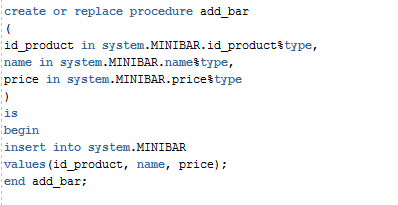 create or replace procedure add_bar
(
id_product in system.MINIBAR.id_product%type,
name in system.MINIBAR.name%type,
price in system.MINIBAR.price%type
)
is
begin
insert into system.MINIBAR
values(id_product, name, price);
end add_bar;